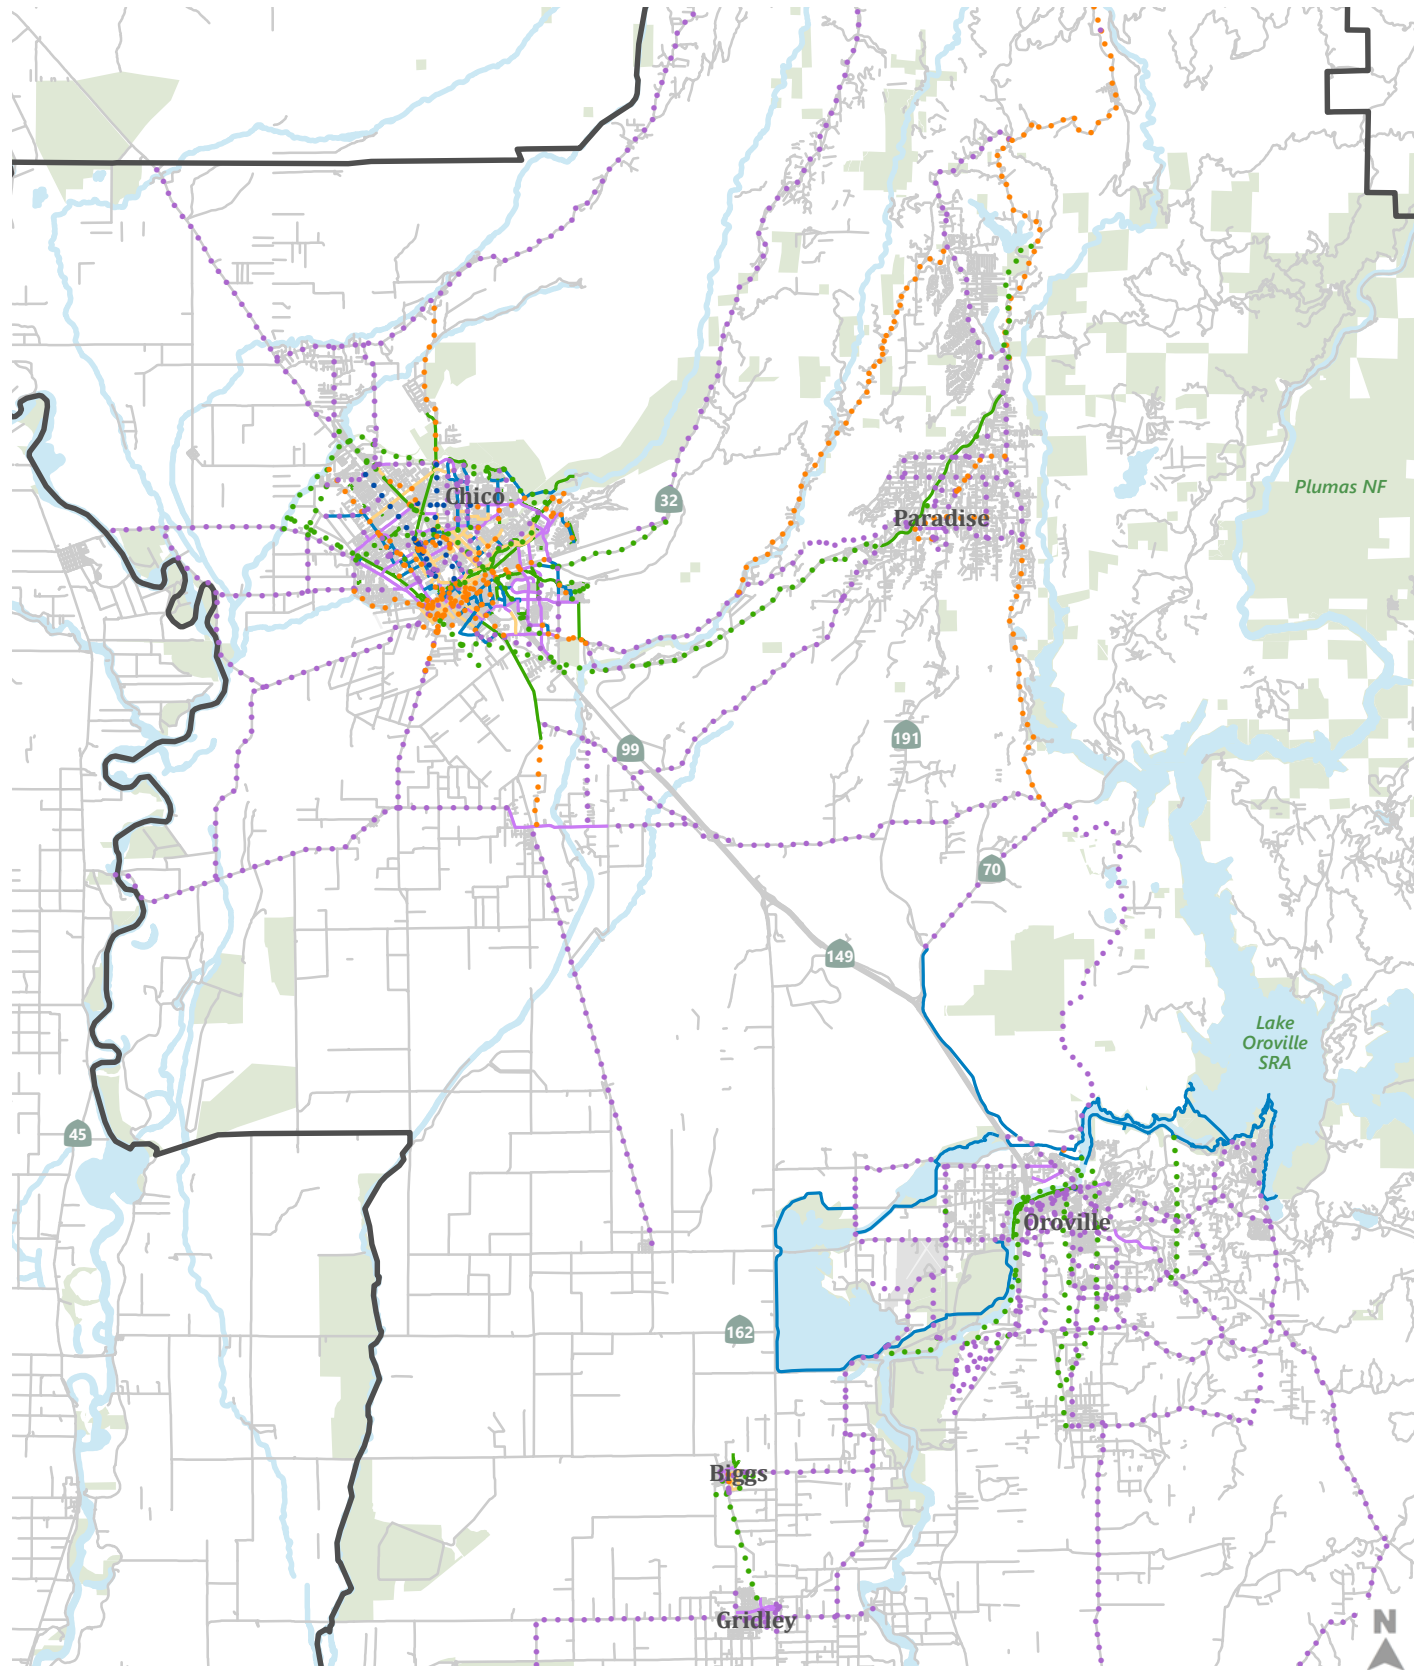 Plumas NF
Chico
32
Paradise
99
191
70
149
Lake
Oroville
SRA
45
Oroville
162
Biggs
Gridley
N